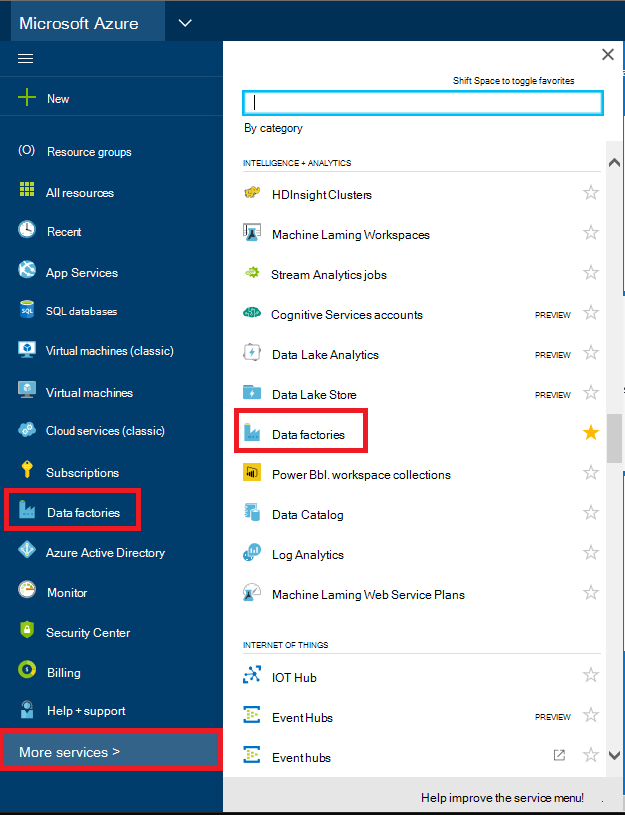 Microsoft Azure
New
Resource groups
All resources
Recent
App Services
SQL databases
Virtual machines (classic)
Virtual machines
Cloud services (classic)
Subscriptions
Data factories
Azure Active Directory
Monitor
Security Center
Billing
Help + support
More services >
Shift Space to toggle favorites
By category
INTELLIGENCE + ANALYTICS
HDInsight Clusters
Machine Laming Workspaces
Stream Analytics jobs
Cognitive Services accounts PREVIEW
Data Lake Analytics PREVIEW
Data Lake Store PREVIEW
Data factories
Power Bbl. workspace collections
Data Catalog
Log Analytics
Machine Laming Web Service Plans
INTERNET OF THINGS
IOT Hub
Event Hubs PREVIEW
Event hubs
Help improve the service menu! .